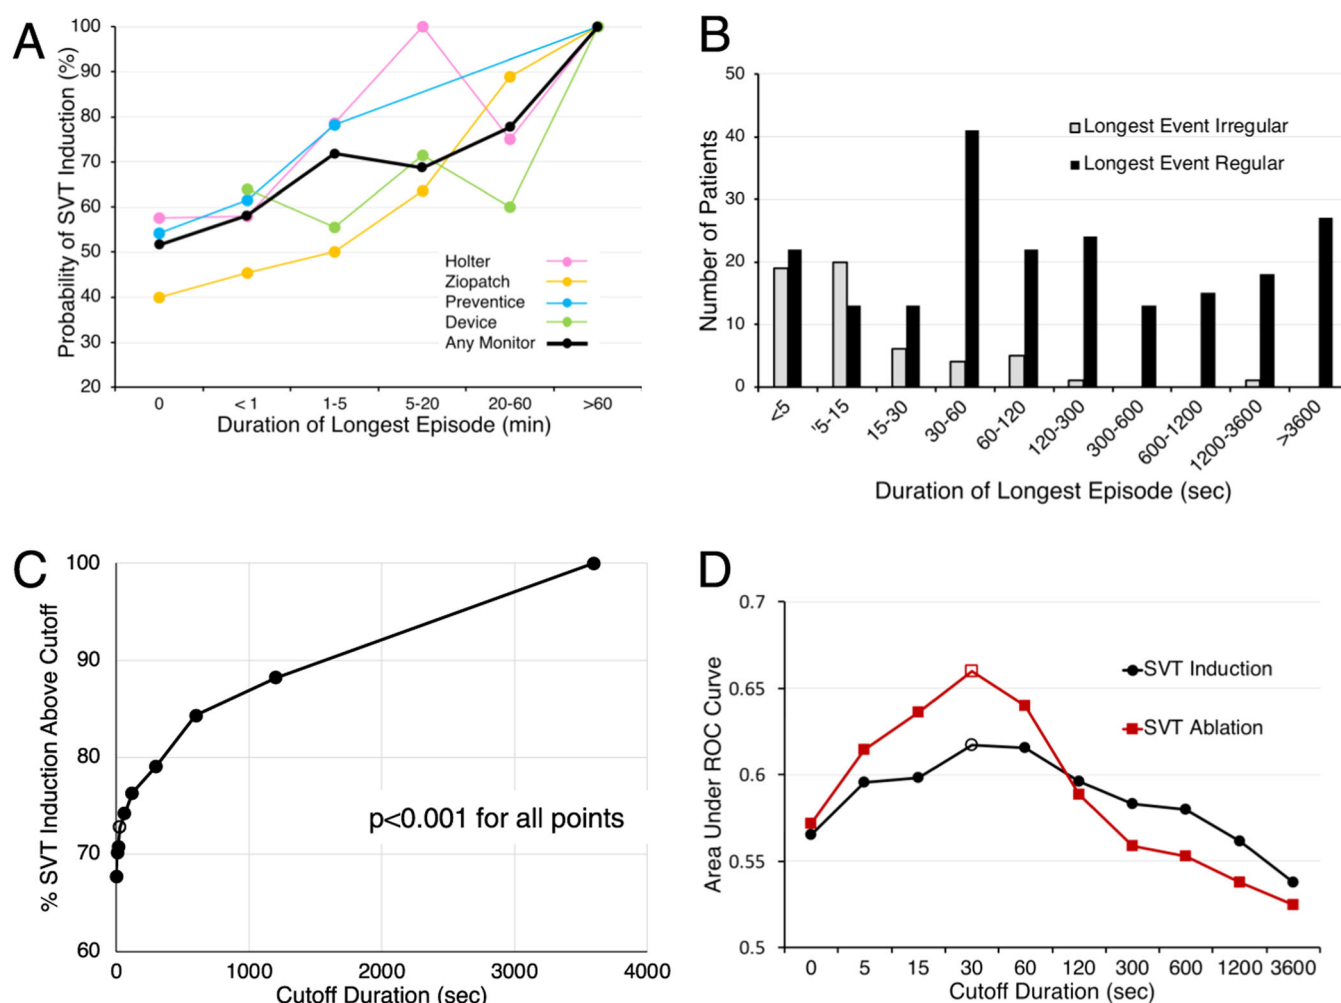 A
Probability of SVT Induction (%)
100
90
80
70
60
50
40
30
20
0
< 1
1-5
5-20
20-60
>60
Duration of Longest Episode (min)
Holter
Ziopatch
Preventice
Device
Any Monitor
B
Number of Patients
50
40
30
20
10
0
<5
'5-15
15-30
30-60
60-120
120-300
300-600
600-1200
1200-3600
>3600
Duration of Longest Episode (sec)
Longest Event Irregular
Longest Event Regular
C
% SVT Induction Above Cutoff
100
90
80
70
60
0
1000
2000
3000
4000
Cutoff Duration (sec)
p<0.001 for all points
D
Area Under ROC Curve
0.7
0.65
0.6
0.55
0.5
0
5
15
30
60
120
300
600
1200
3600
Cutoff Duration (sec)
SVT Induction
SVT Ablation